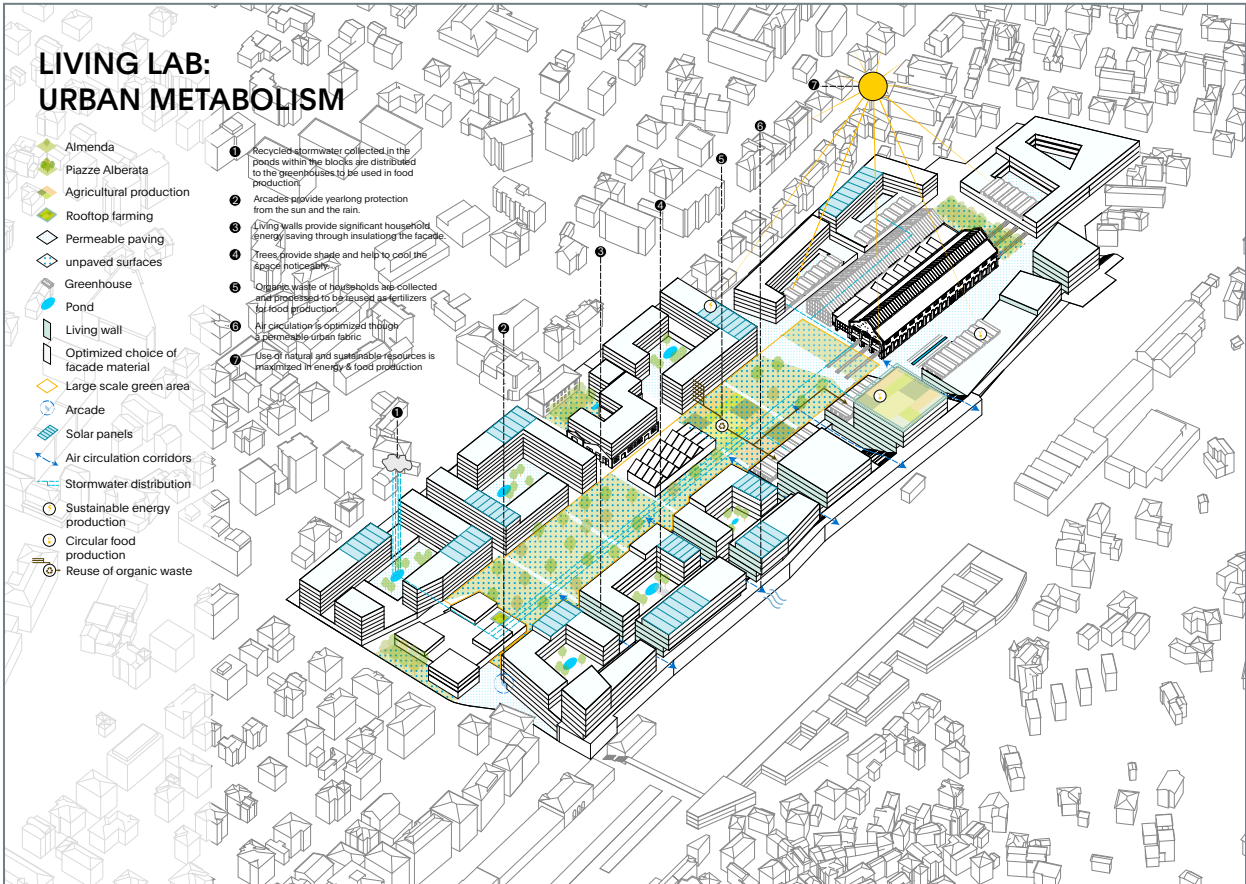 LIVING LAB:
URBAN METABOLISM
Almenda
Piazze Alberata
Agricultural production
Rooftop farming
Permeable paving
unpaved surfaces
Greenhouse
Pond
Living wall
Optimized choice of
facade material
Large scale green area
Arcade
Solar panels
Air circulation corridors
Stormwater distribution
Sustainable energy
production
Circular food
production
Reuse of organic waste
1 Recycled stormwater collected in the
ponds within the blocks are distributed
to the greenhouses to be used in food
production.
2 Arcades provide yearlong protection
from the sun and the rain.
3 Living walls provide significant household
energy saving through insulationg the facade.
4 Trees provide shade and help to cool the
space noticeably.
5 Organic waste of households are collected
and processed to be reused as fertilizers
for food production.
6 Air circulation is optimized though
a permeable urban fabric
7 Use of natural and sustainable resources is
maximized in energy & food production
7
6
5
4
3
2
1